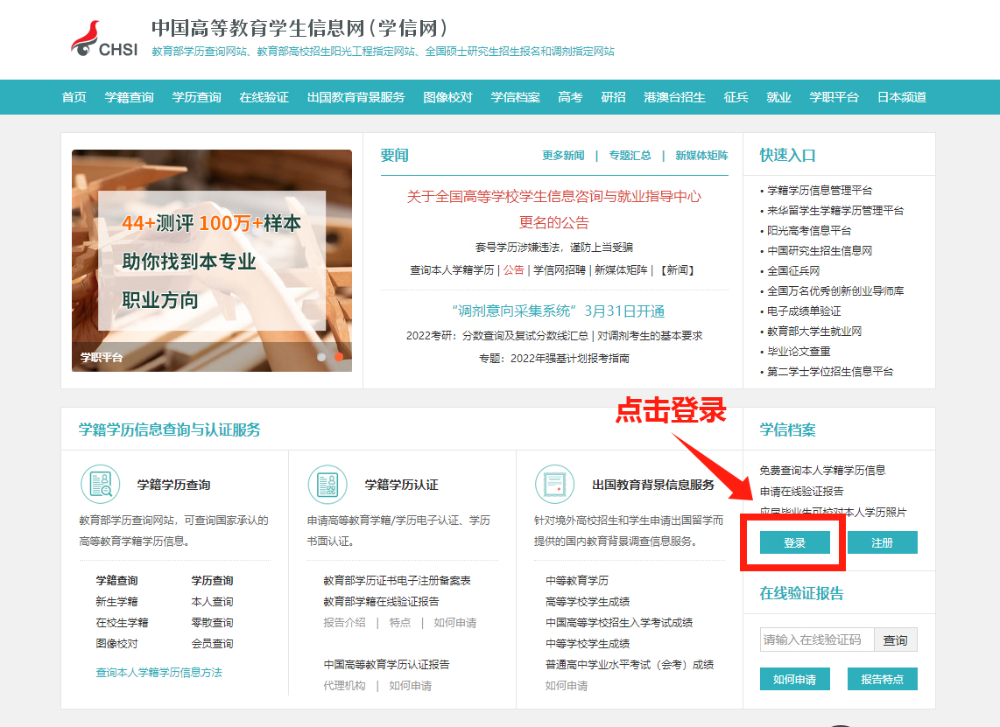 CHSI
中国高等教育学生信息网(学信网)
教育部学历查询网站、教育部高校招生阳光工程指定网站、全国硕士研究生招生报名和调剂指定网站
首页 学籍查询 学历查询 在线验证 出国教育背景服务 图像校对 学信档案 高考 研招 港澳台招生 征兵 就业 学职平台 日本频道
44+测评 100万+样本
助你找到本专业
职业方向
学职平台
要闻
更多新闻 | 专题汇总 | 新媒体矩阵
关于全国高等学校学生信息咨询与就业指导中心
更名的公告
套号学历涉嫌违法，谨防上当受骗
查询本人学籍学历 | 公告 | 学信网招聘 | 新媒体矩阵 | 【新闻】
“调剂意向采集系统”3月31日开通
2022考研：分数查询及复试分数线汇总 | 对调剂考生的基本要求
专题：2022年强基计划报考指南
快速入口
• 学籍学历信息管理平台
• 来华留学生学籍学历管理平台
• 阳光高考信息平台
• 中国研究生招生信息网
• 全国征兵网
• 全国万名优秀创新创业导师库
• 电子成绩单验证
• 教育部大学生就业网
• 毕业论文查重
• 第二学士学位招生信息平台
点击登录
学籍学历信息查询与认证服务
学籍学历查询
教育部学历查询网站，可查询国家承认的
高等教育学籍学历信息。
学籍查询 学历查询
新生学籍 本人查询
在校生学籍 零散查询
图像校对 会员查询
查询本人学籍学历信息方法
学籍学历认证
申请高等教育学籍/学历电子认证、学历
书面认证。
教育部学历证书电子注册备案表
教育部学籍在线验证报告
报告介绍 | 特点 | 如何申请
中国高等教育学历认证报告
代理机构 | 如何申请
出国教育背景信息服务
针对境外高校招生和学生申请出国留学而
提供的国内教育背景调查信息服务。
中等教育学历
高等学校学生成绩
中国高等学校招生入学考试成绩
中等学校学生成绩
普通高中学业水平考试（会考）成绩
如何申请
学信档案
免费查询本人学籍学历信息
申请在线验证报告
应届毕业生可校对本人学历照片
登录 注册
在线验证报告
请输入在线验证码 查询
如何申请 报告特点